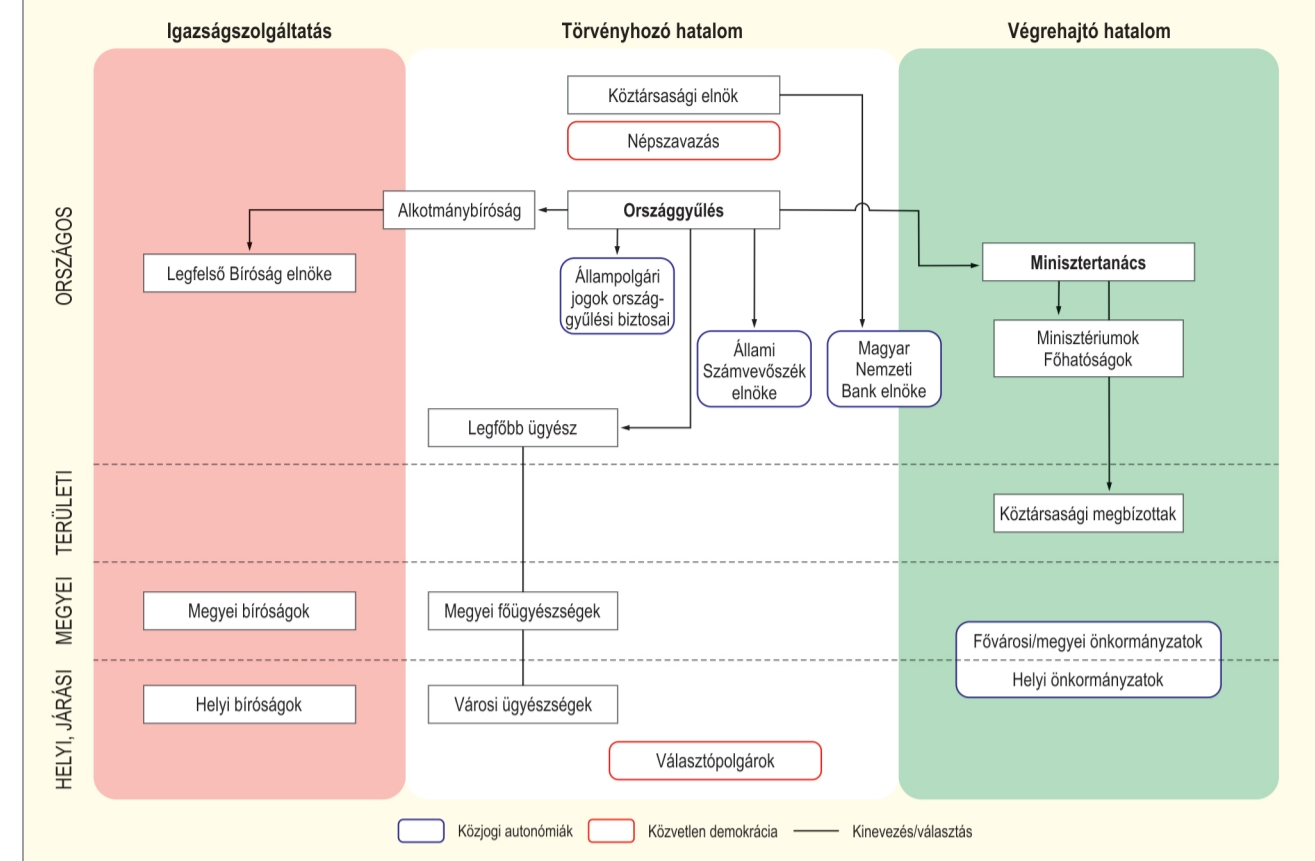 Igazságszolgáltatás
Törvényhozó hatalom
Végrehajtó hatalom
ORSZÁGOS
TERÜLETI
MEGYEI
HELYI, JÁRÁSI
Köztársasági elnök
Népszavazás
Alkotmánybíróság
Országgyűlés
Legfelső Bíróság elnöke
Minisztertanács
Állampolgári
jogok ország-
gyűlési biztosai
Állami
Számvevőszék
elnöke
Magyar
Nemzeti
Bank elnöke
Minisztériumok
Főhatóságok
Legfőbb ügyész
Köztársasági megbízottak
Megyei bíróságok
Megyei főügyészségek
Fővárosi/megyei önkormányzatok
Helyi önkormányzatok
Helyi bíróságok
Városi ügyészségek
Választópolgárok
Közjogi autonómiák
Közvetlen demokrácia
Kinevezés/választás